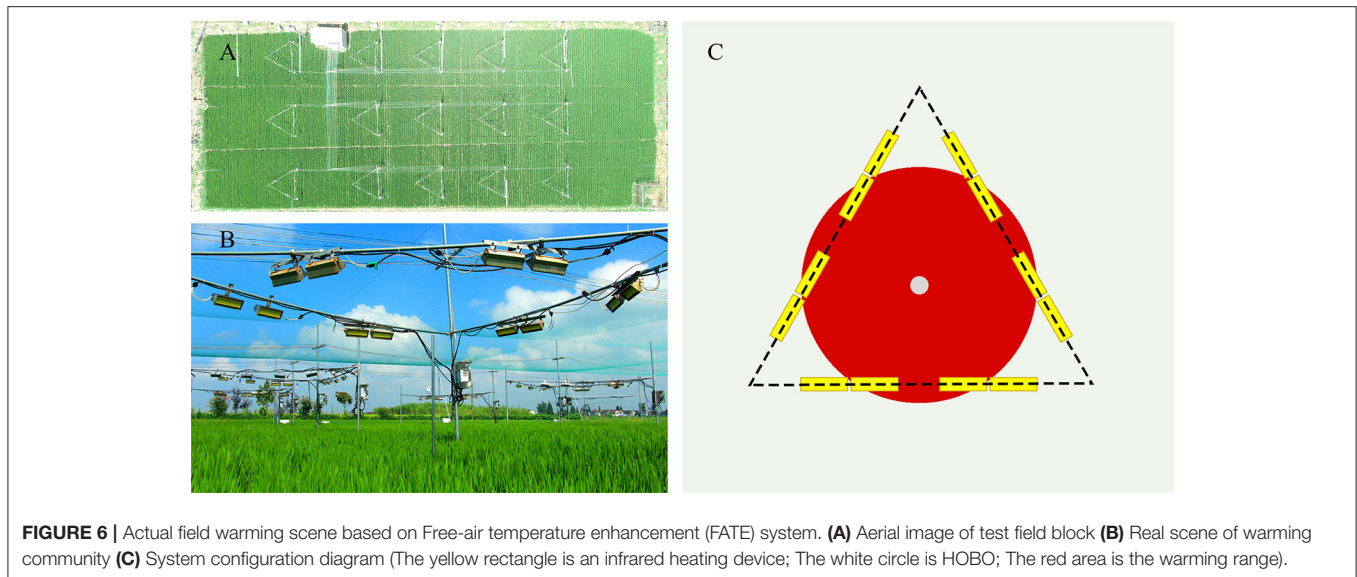 A
B
C
FIGURE 6 | Actual field warming scene based on Free-air temperature enhancement (FATE) system. (A) Aerial image of test field block (B) Real scene of warming
community (C) System configuration diagram (The yellow rectangle is an infrared heating device; The white circle is HOBO; The red area is the warming range).